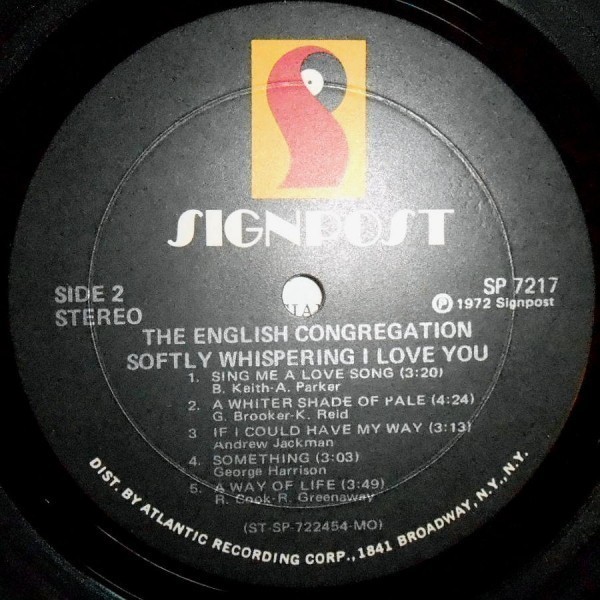 SIGNPOST
SIDE 2
STEREO
SP 7217
Ⓟ 1972 Signpost
THE ENGLISH CONGREGATION
SOFTLY WHISPERING I LOVE YOU
1. SING ME A LOVE SONG (3:20)
B. Keith-A. Parker
2. A WHITER SHADE OF PALE (4:24)
G. Brooker-K. Reid
3 IF I COULD HAVE MY WAY (3:13)
Andrew Jackman
4. SOMETHING (3:03)
George Harrison
5. A WAY OF LIFE (3:49)
R. Cook-R. Greenaway
(ST-SP-722454-MO)
DIST. BY ATLANTIC RECORDING CORP., 1841 BROADWAY, N.Y., N.Y.